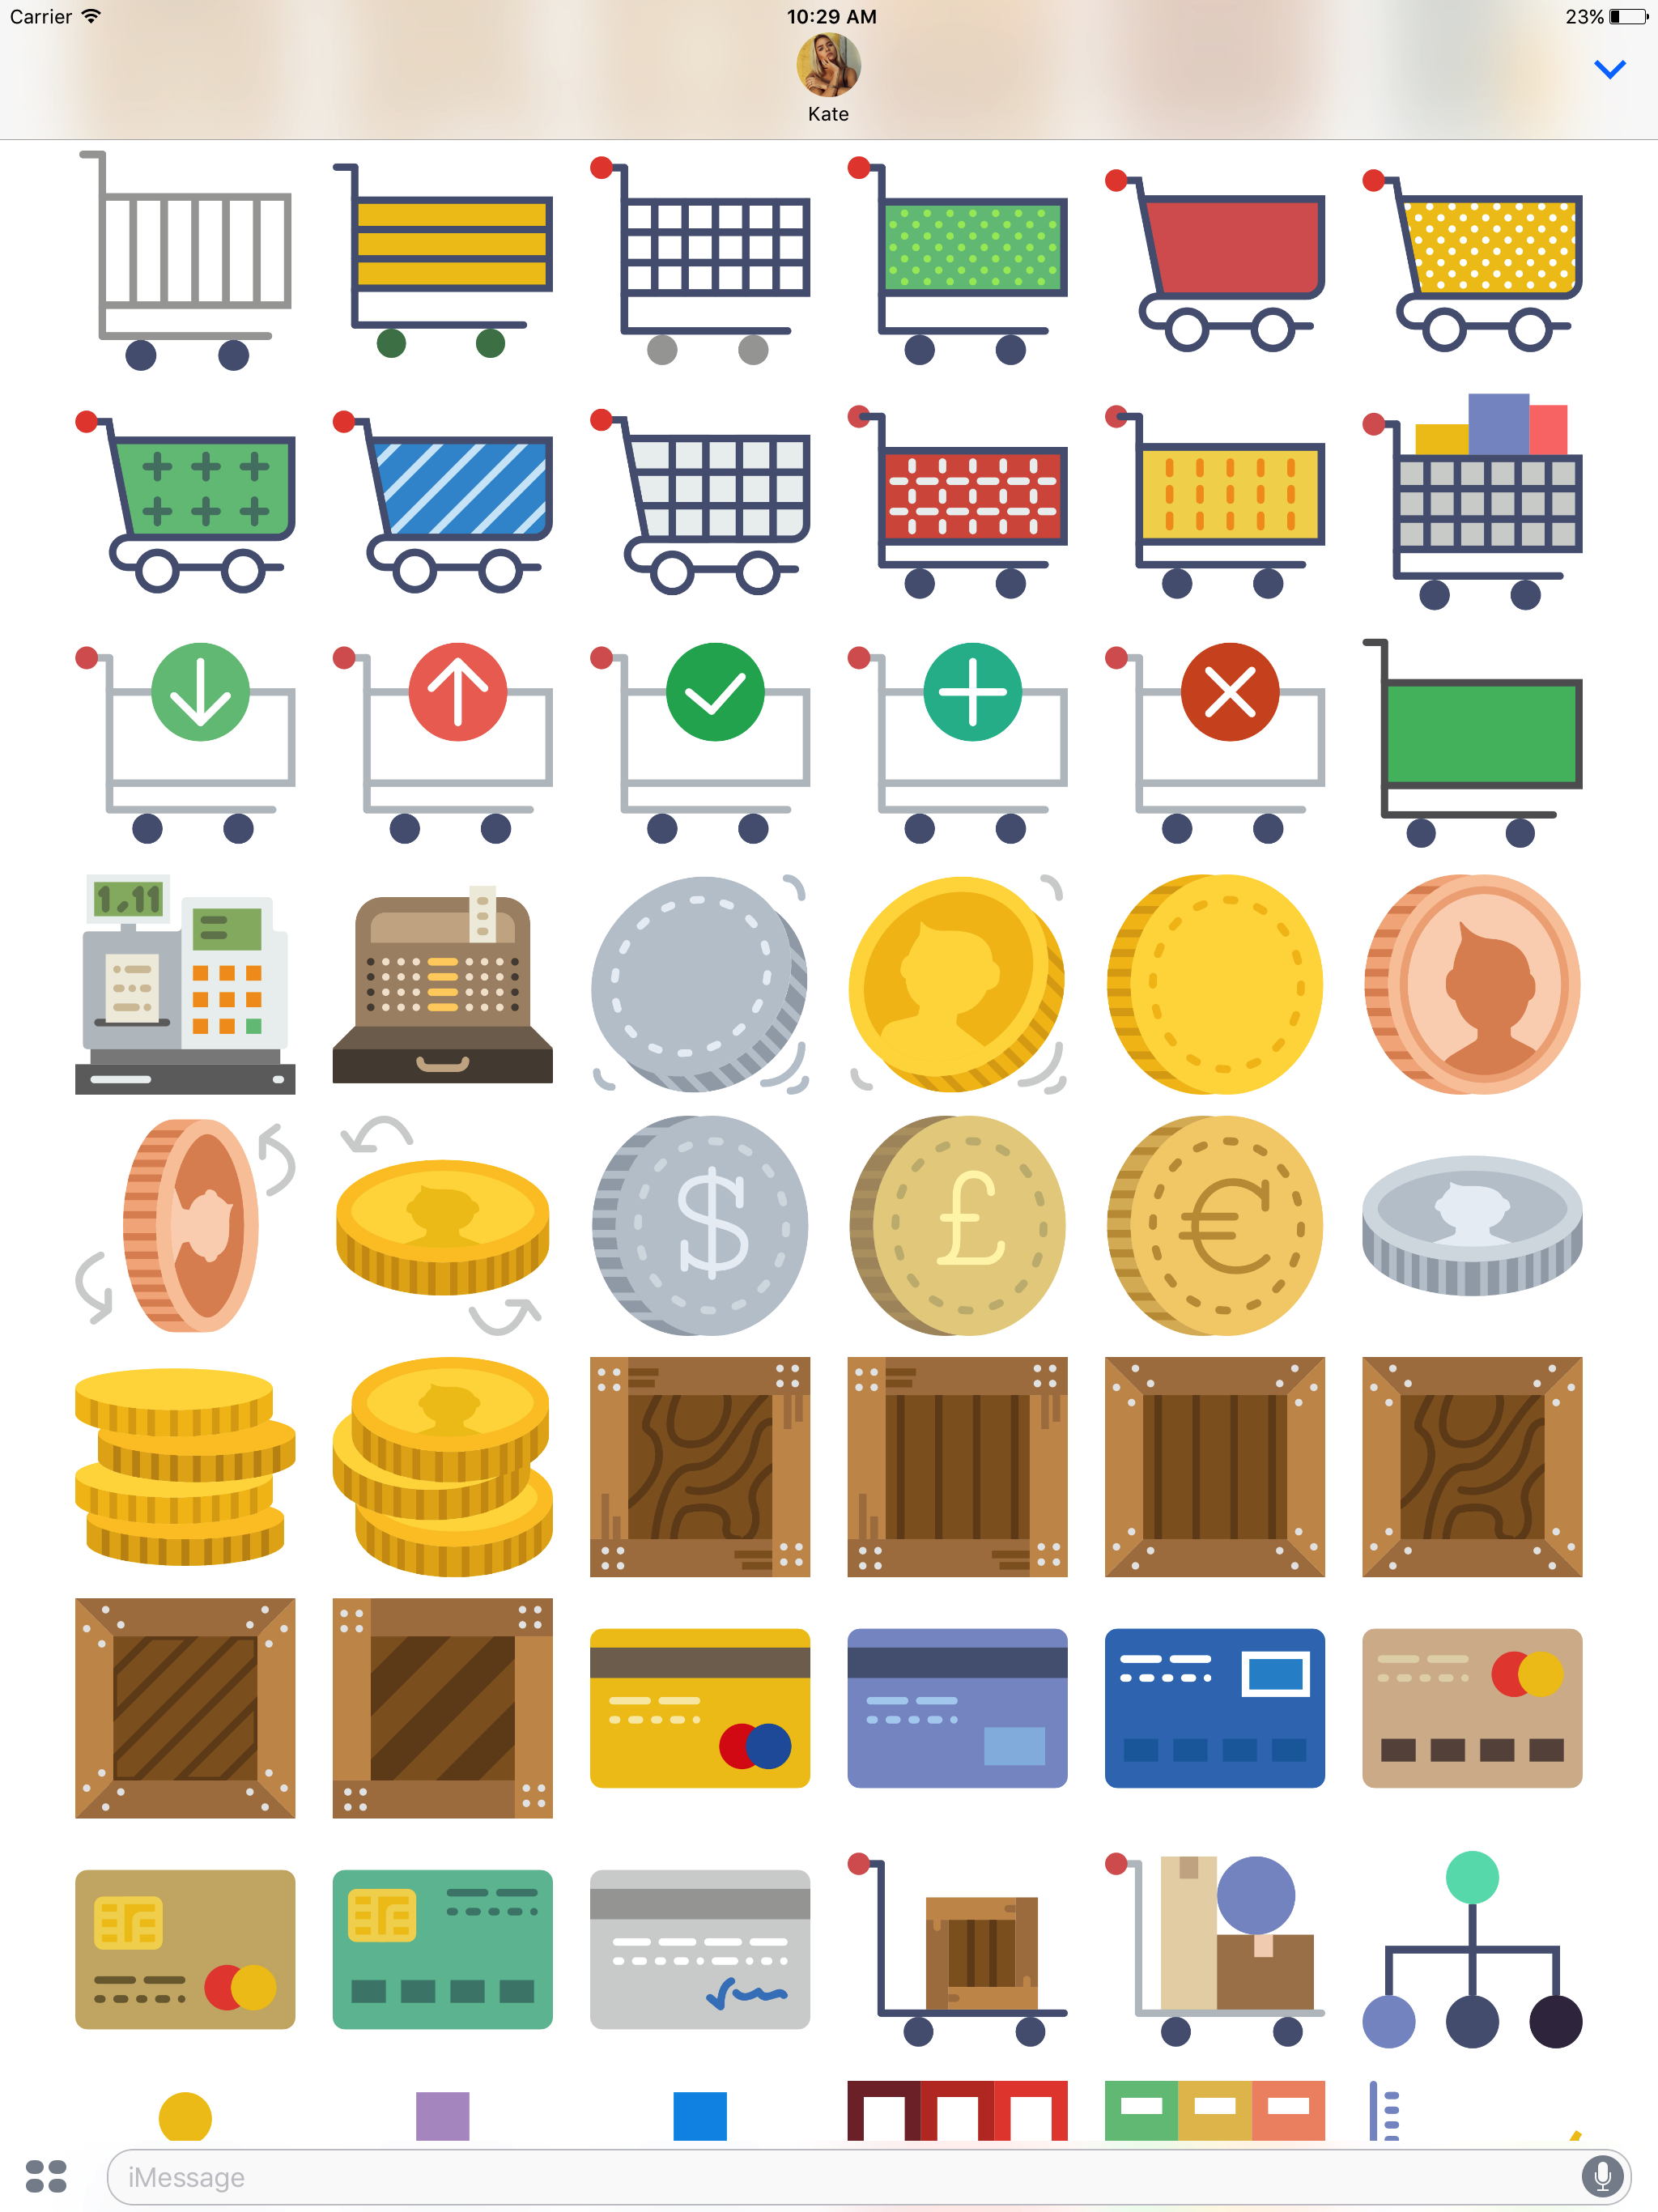 Carrier
10:29 AM
23%
Kate
1,11
$
£
€
iMessage